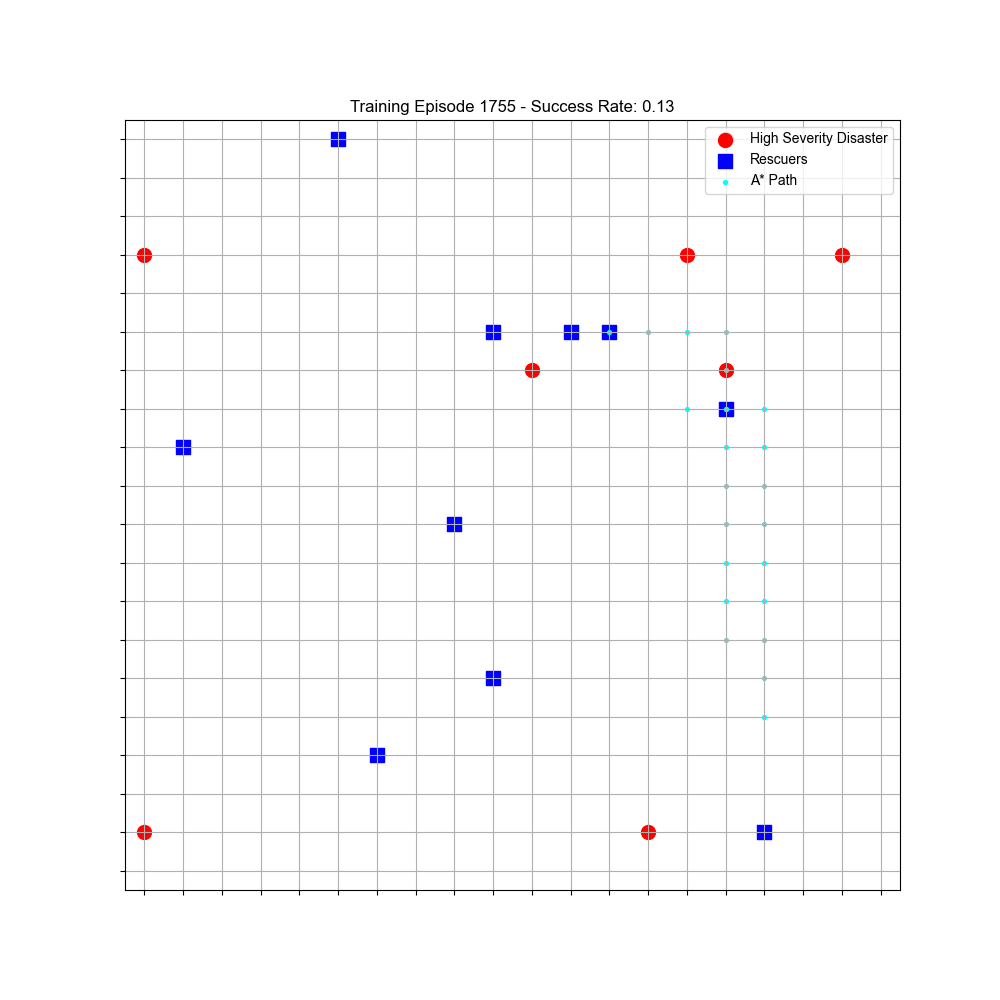 Training Episode 1755 - Success Rate: 0.13
High Severity Disaster
Rescuers
A* Path